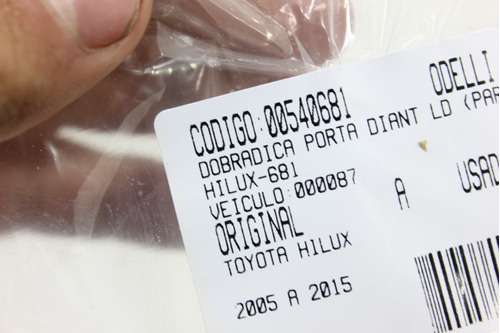 ODELLI
CODIGO:00540681
DOBRADICA PORTA DIANT LD (PAR
HILUX-681
VEICULO:000087 A USAD
ORIGINAL
TOYOTA HILUX
2005 A 2015